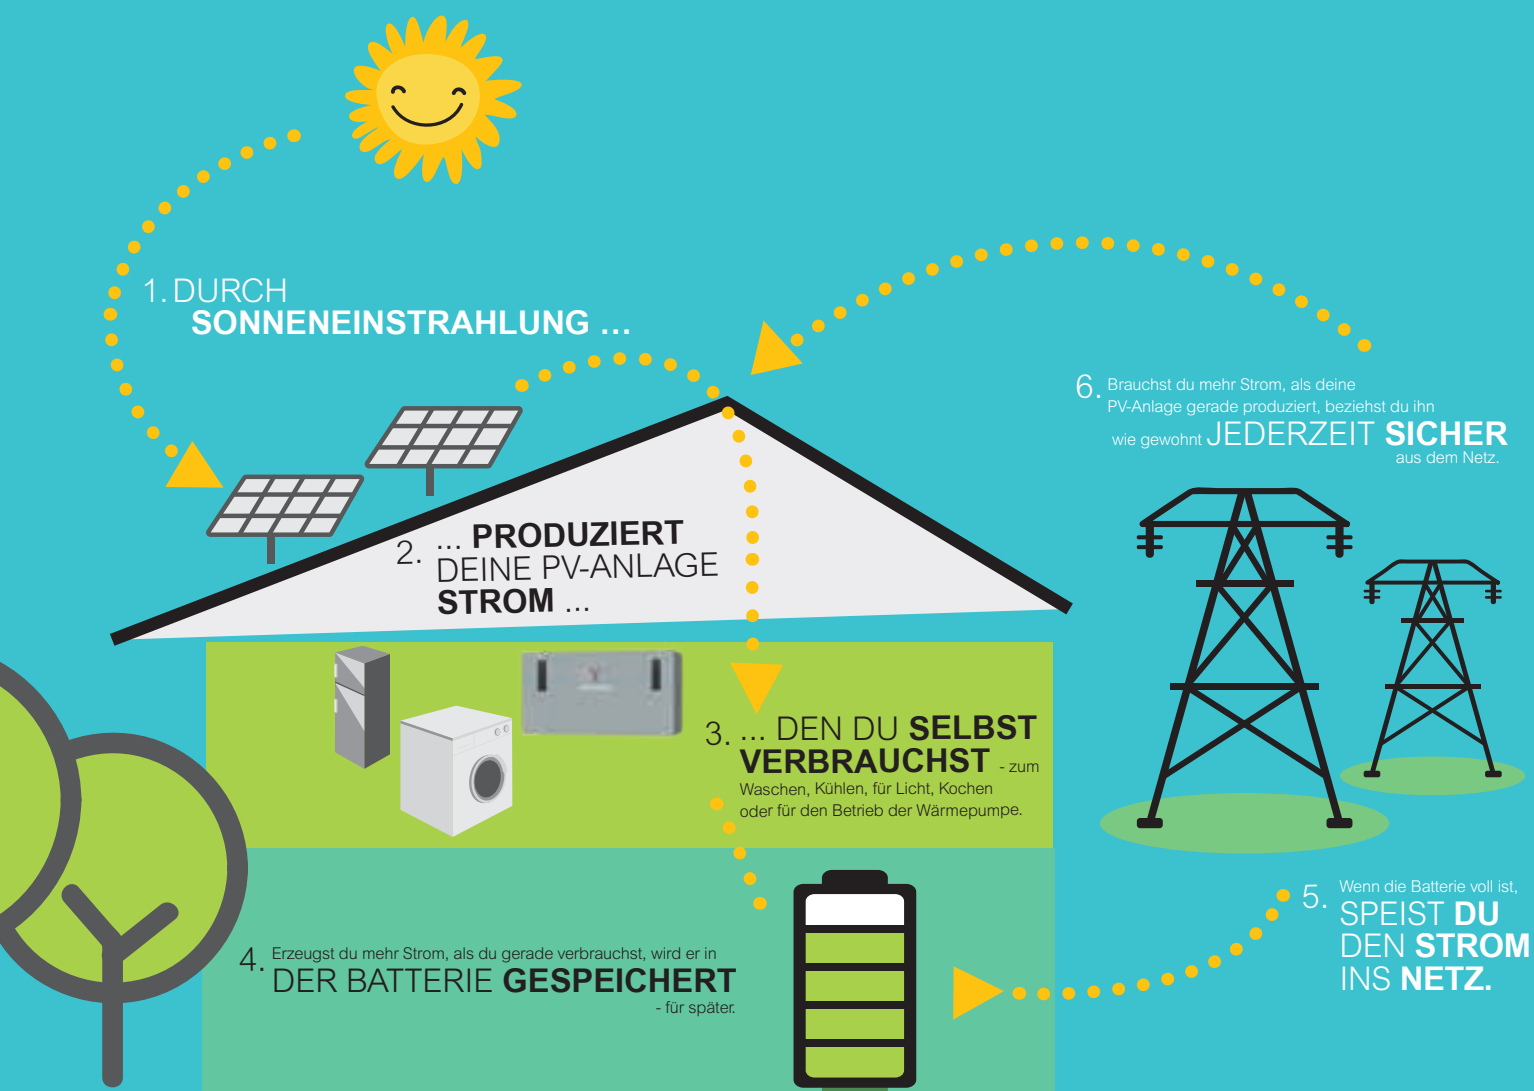 1. DURCH
SONNENEINSTRAHLUNG ...
2. ... PRODUZIERT
DEINE PV-ANLAGE
STROM ...
3. ... DEN DU SELBST
VERBRAUCHST - zum
Waschen, Kühlen, für Licht, Kochen
oder für den Betrieb der Wärmepumpe.
4. Erzeugst du mehr Strom, als du gerade verbrauchst, wird er in
DER BATTERIE GESPEICHERT
- für später.
5. Wenn die Batterie voll ist,
SPEIST DU
DEN STROM
INS NETZ.
6. Brauchst du mehr Strom, als deine
PV-Anlage gerade produziert, beziehst du ihn
wie gewohnt JEDERZEIT SICHER
aus dem Netz.